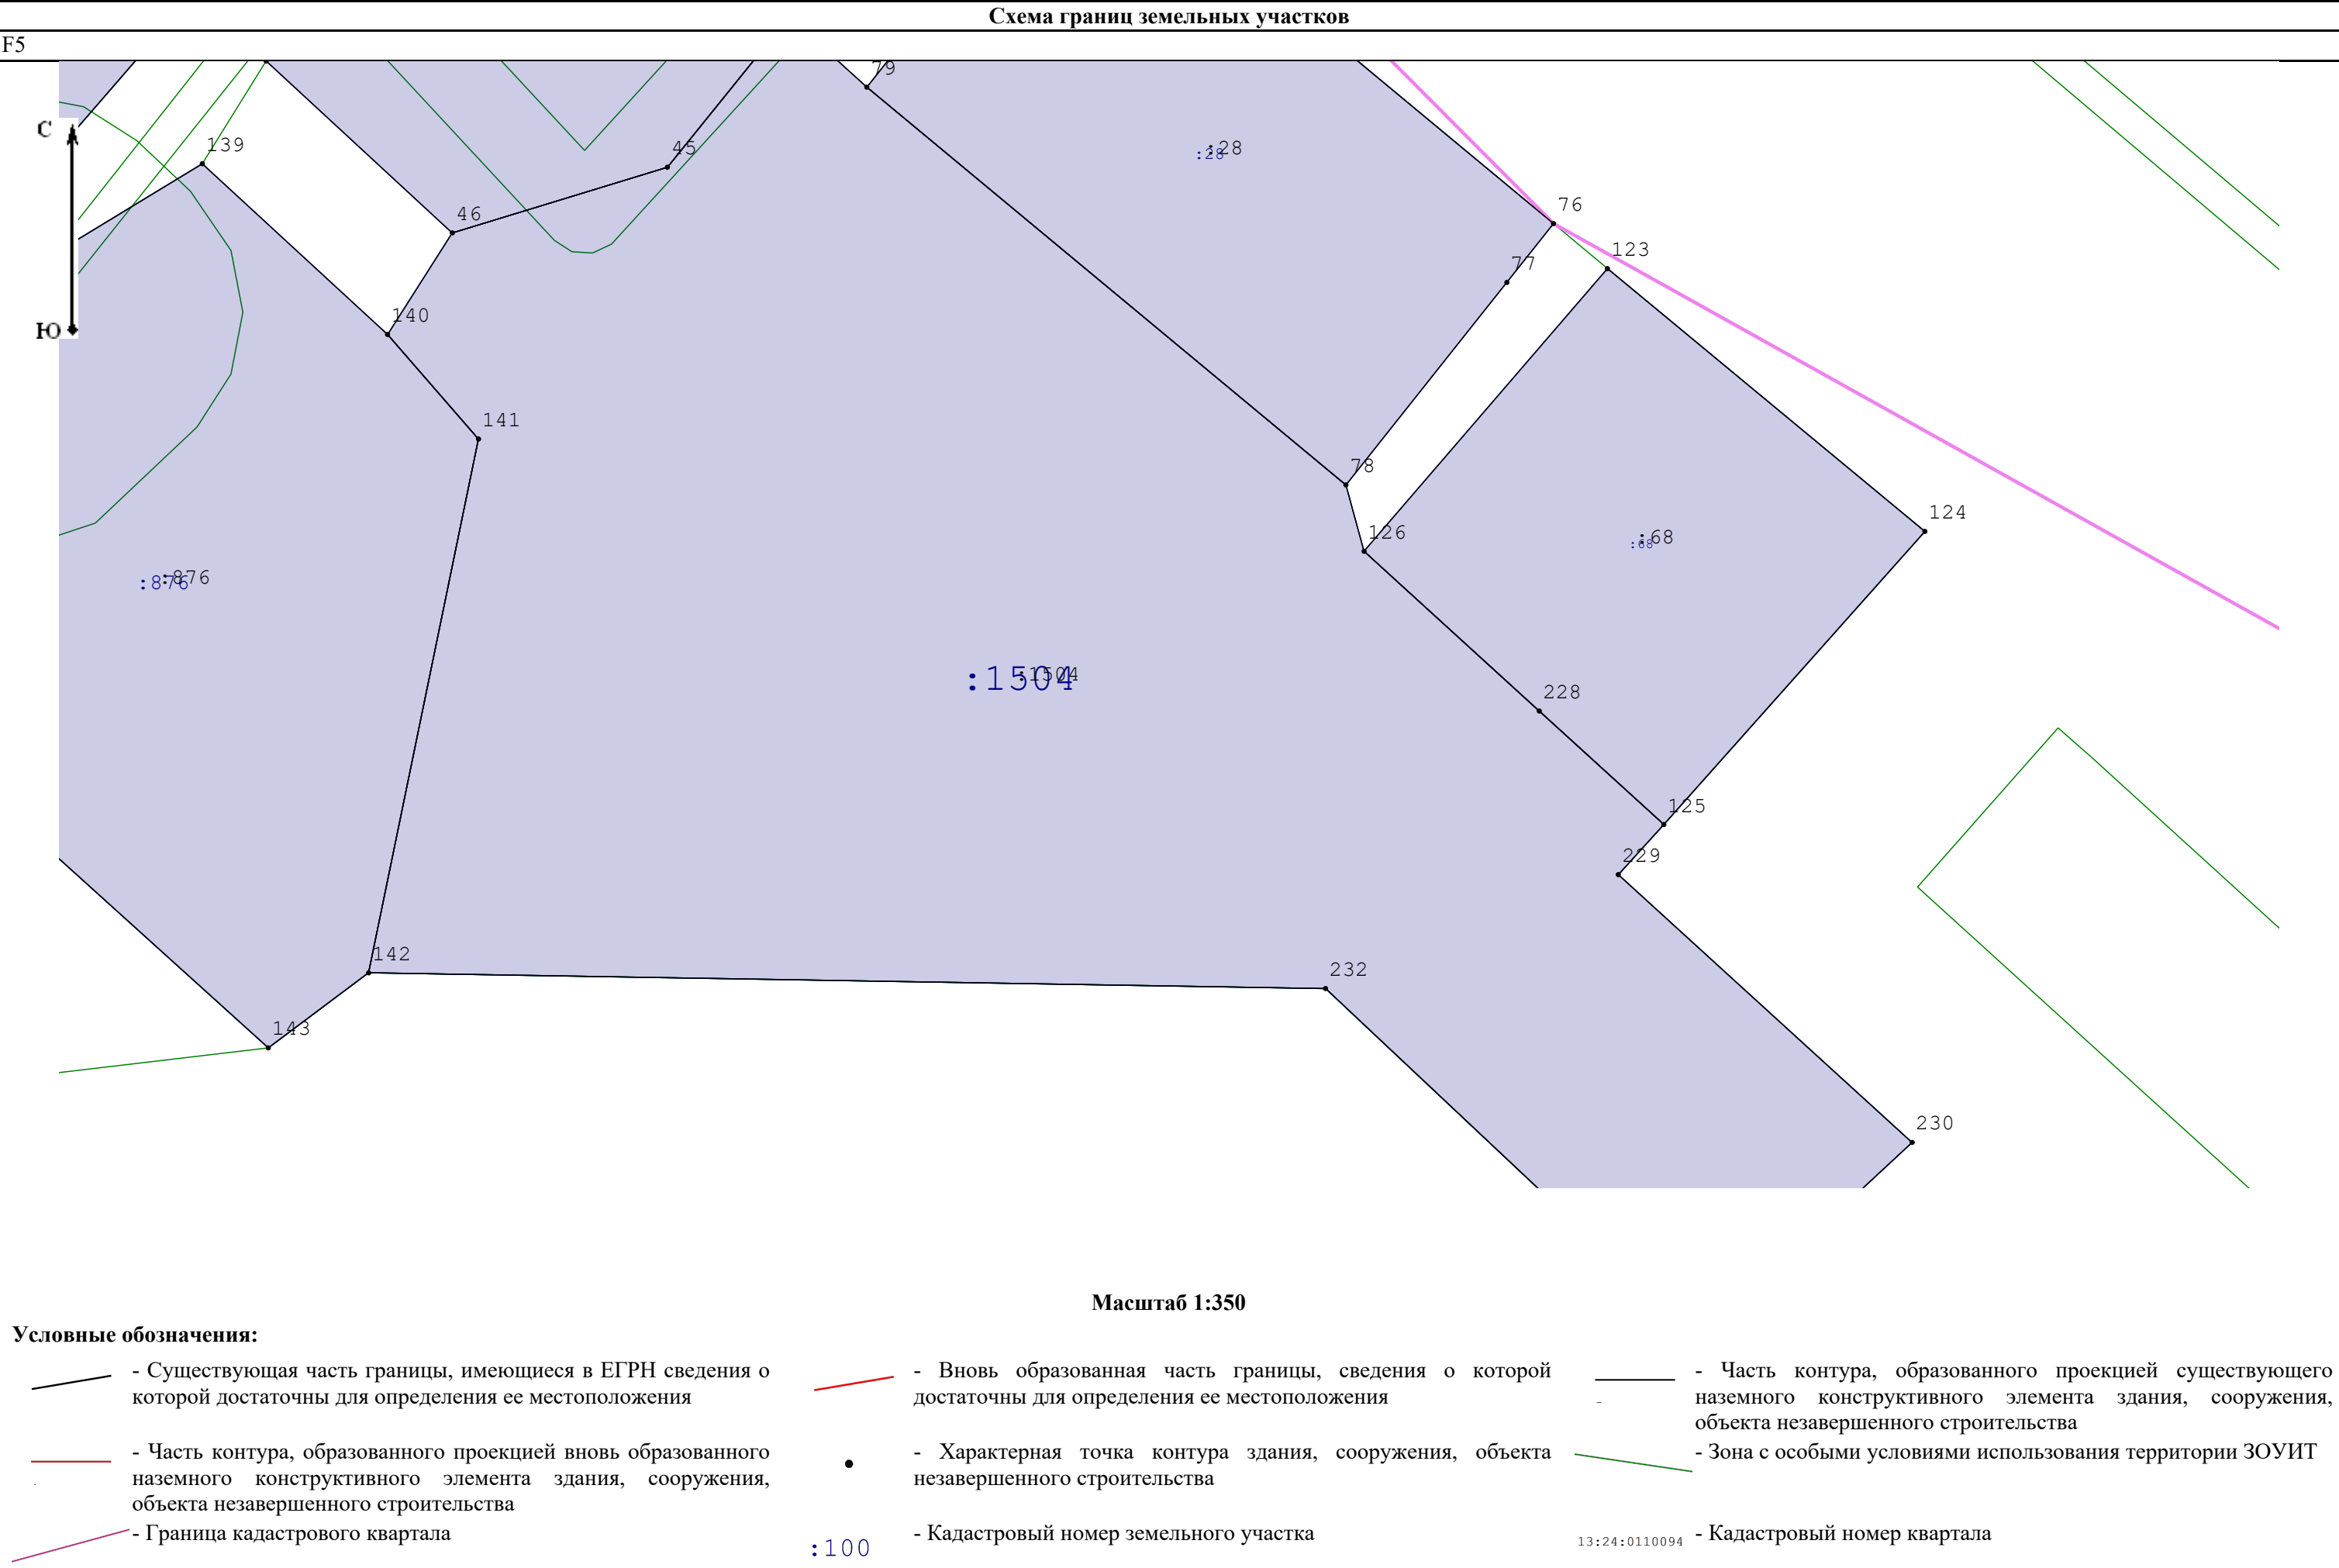 Схема границ земельных участков
F5
79
С
139
45
:28
:28
76
46
123
77
140
Ю
141
78
124
126
:68
:68
:876
:876
:1504
:1504
228
125
229
142
232
143
230
Масштаб 1:350
Условные обозначения:
- Существующая часть границы, имеющиеся в ЕГРН сведения о
которой достаточны для определения ее местоположения
- Вновь образованная часть границы, сведения о которой
достаточны для определения ее местоположения
- Часть контура, образованного проекцией существующего
наземного конструктивного элемента здания, сооружения,
объекта незавершенного строительства
- Часть контура, образованного проекцией вновь образованного
наземного конструктивного элемента здания, сооружения,
объекта незавершенного строительства
- Характерная точка контура здания, сооружения, объекта
незавершенного строительства
- Зона с особыми условиями использования территории ЗОУИТ
- Граница кадастрового квартала
:100
- Кадастровый номер земельного участка
13:24:0110094
- Кадастровый номер квартала